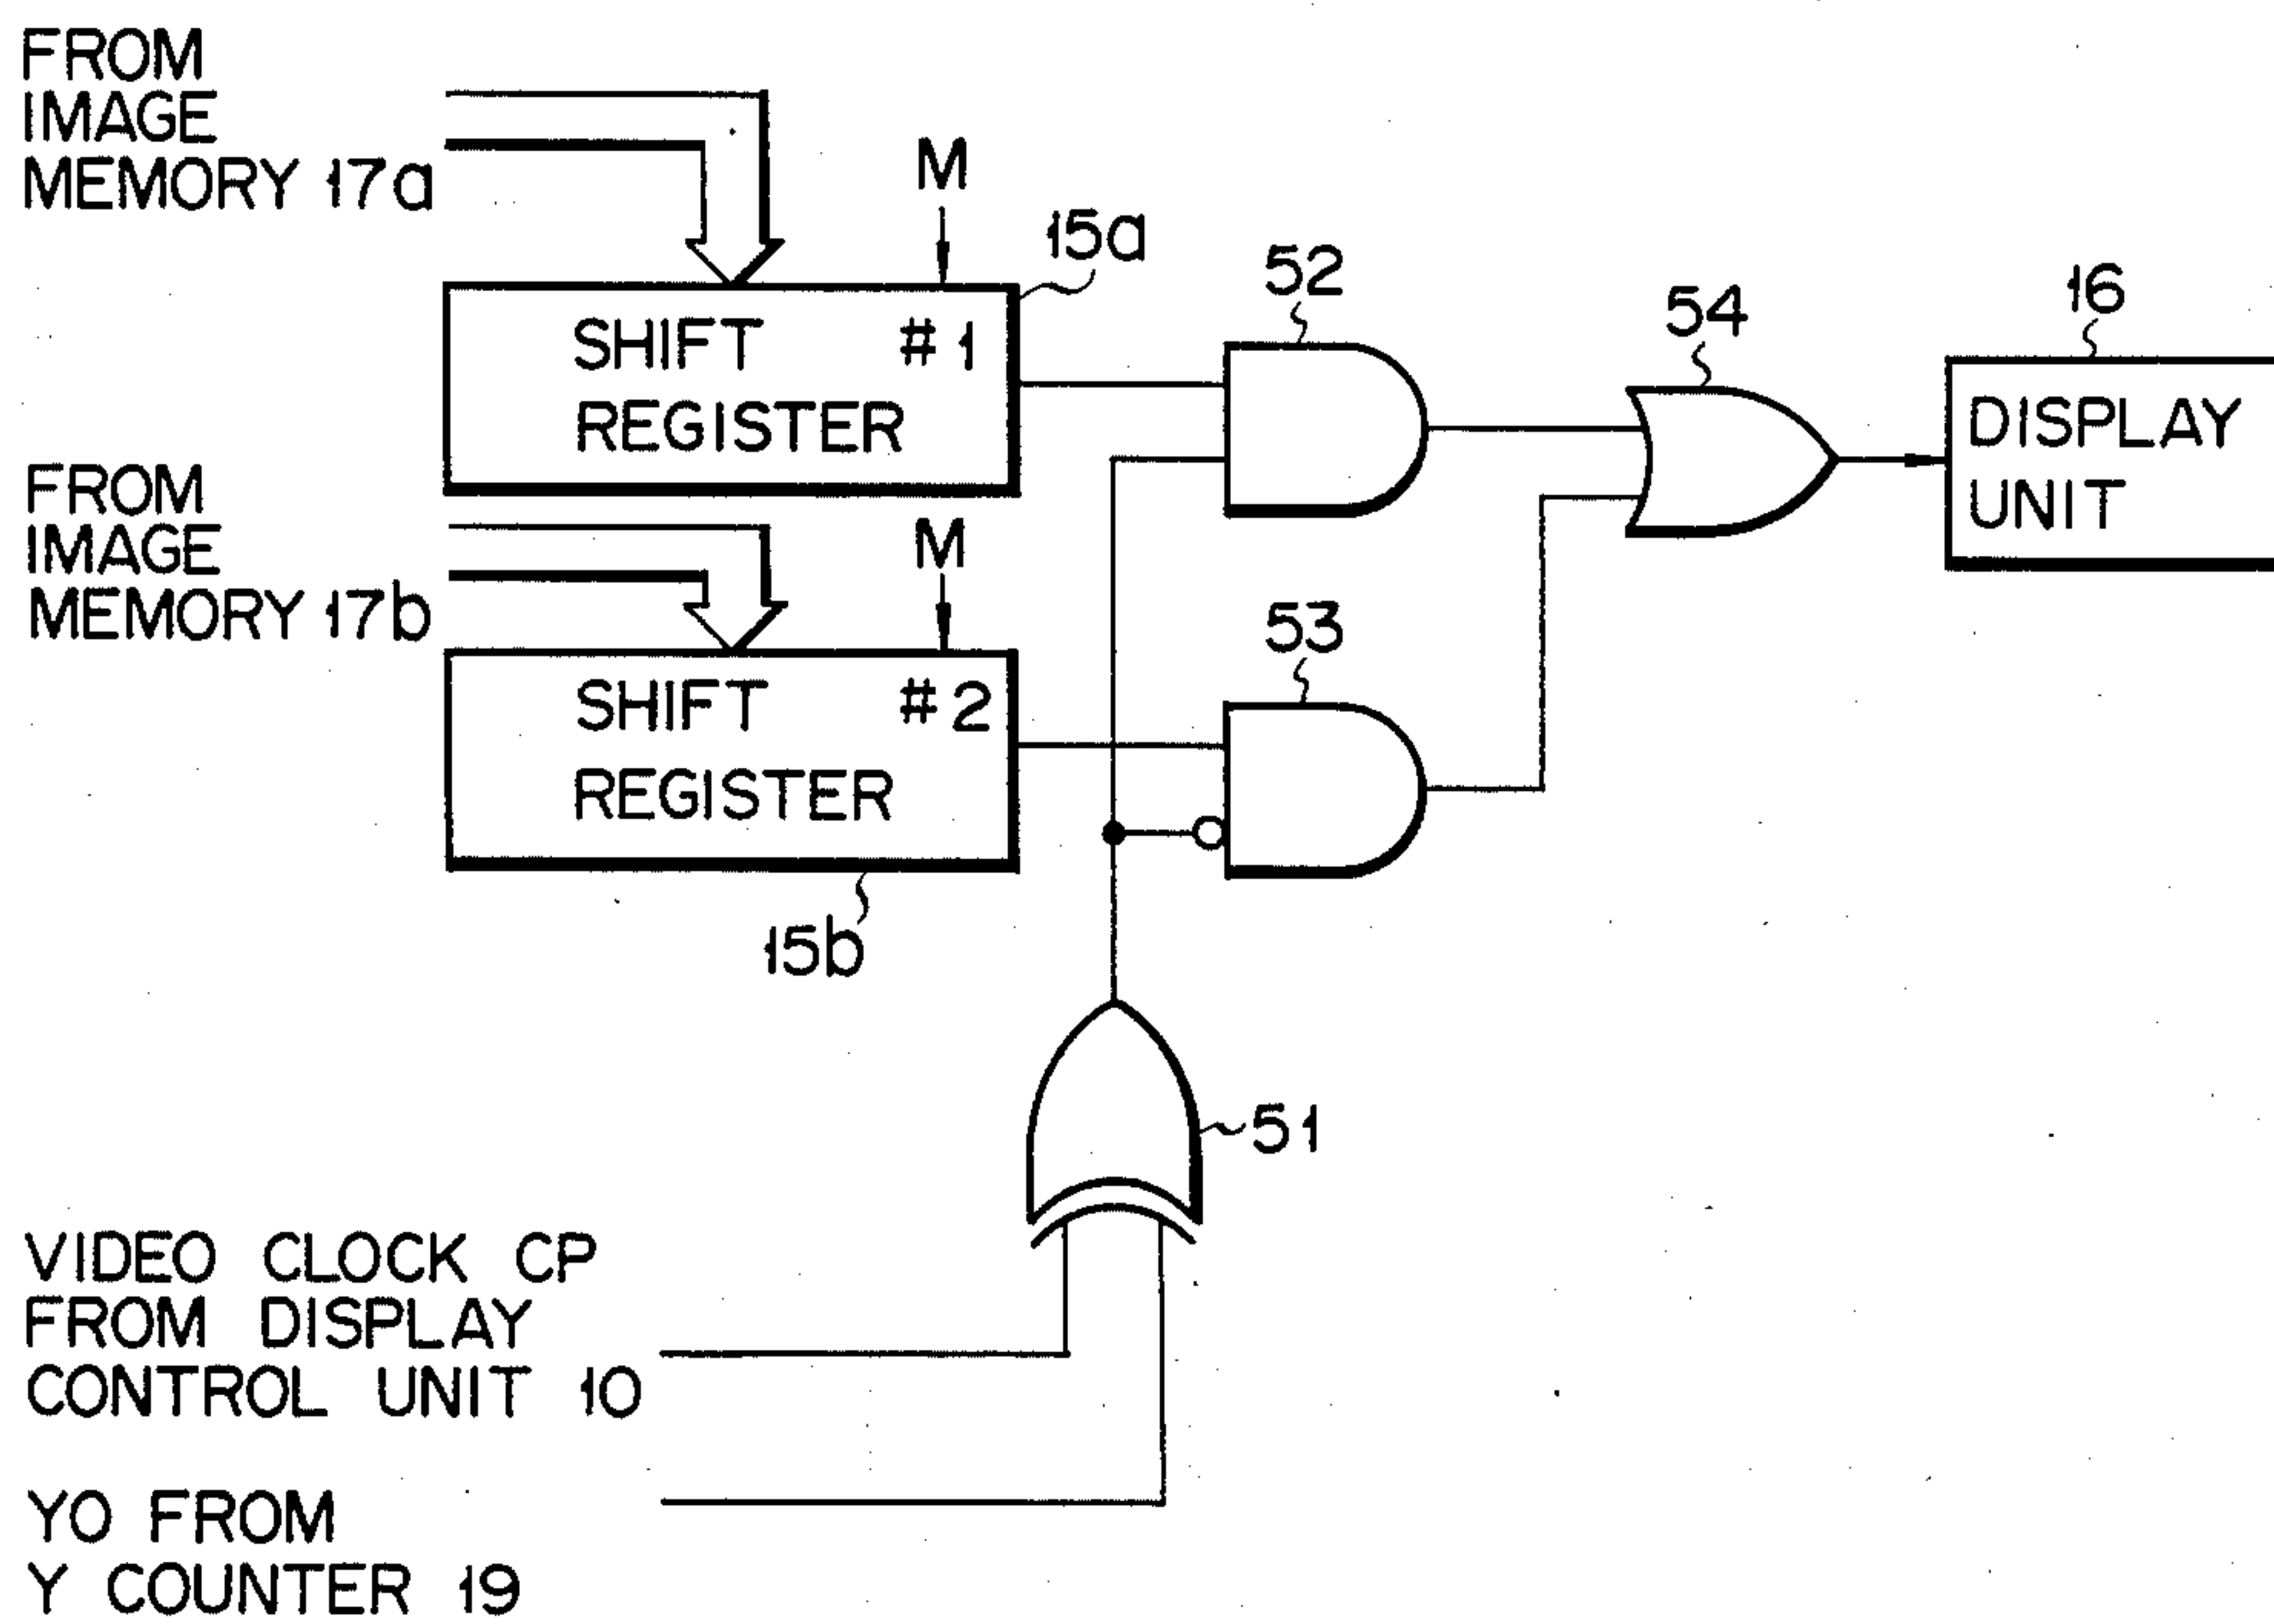 FROM
IMAGE
MEMORY 17a
M
15a
SHIFT #1
REGISTER
52
54
16
DISPLAY
UNIT
FROM
IMAGE
MEMORY 17b
M
SHIFT #2
REGISTER
15b
53
51
VIDEO CLOCK CP
FROM DISPLAY
CONTROL UNIT 10
YO FROM
Y COUNTER 19